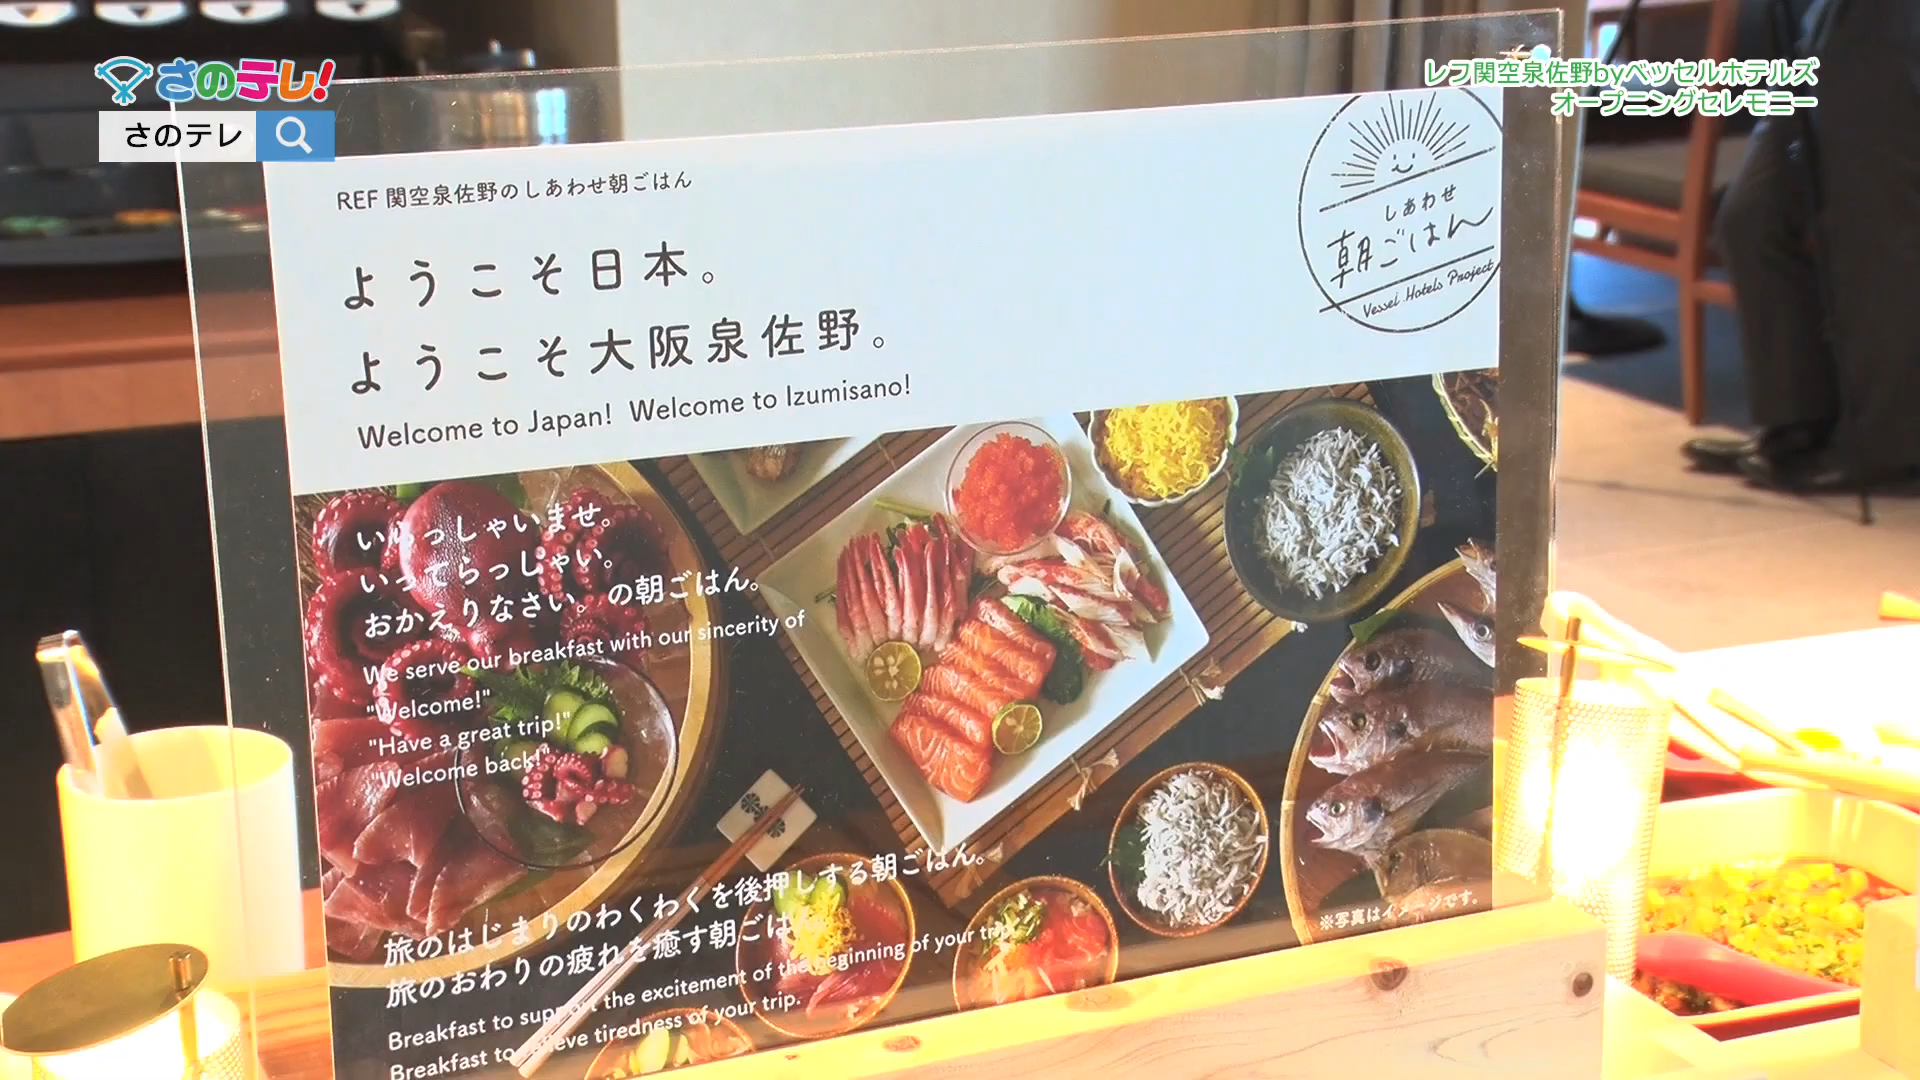 さのテレ!
さのテレ
レフ関空泉佐野byベッセルホテルズ
オープニングセレモニー
REF 関空泉佐野のしあわせ朝ごはん
ようこそ日本。
ようこそ大阪泉佐野。
Welcome to Japan! Welcome to Izumisano!
しあわせ
朝ごはん
Vessel Hotels Project
いらっしゃいませ。
いってらっしゃい。
おかえりなさい。の朝ごはん。
We serve our breakfast with our sincerity of
"Welcome!"
"Have a great trip!"
"Welcome back!"
旅のはじまりのわくわくを後押しする朝ごはん。
旅のおわりの疲れを癒す朝ごはん
Breakfast to support the excitement of the beginning of your trip.
Breakfast to relieve tiredness of your trip.
※写真はイメージです。